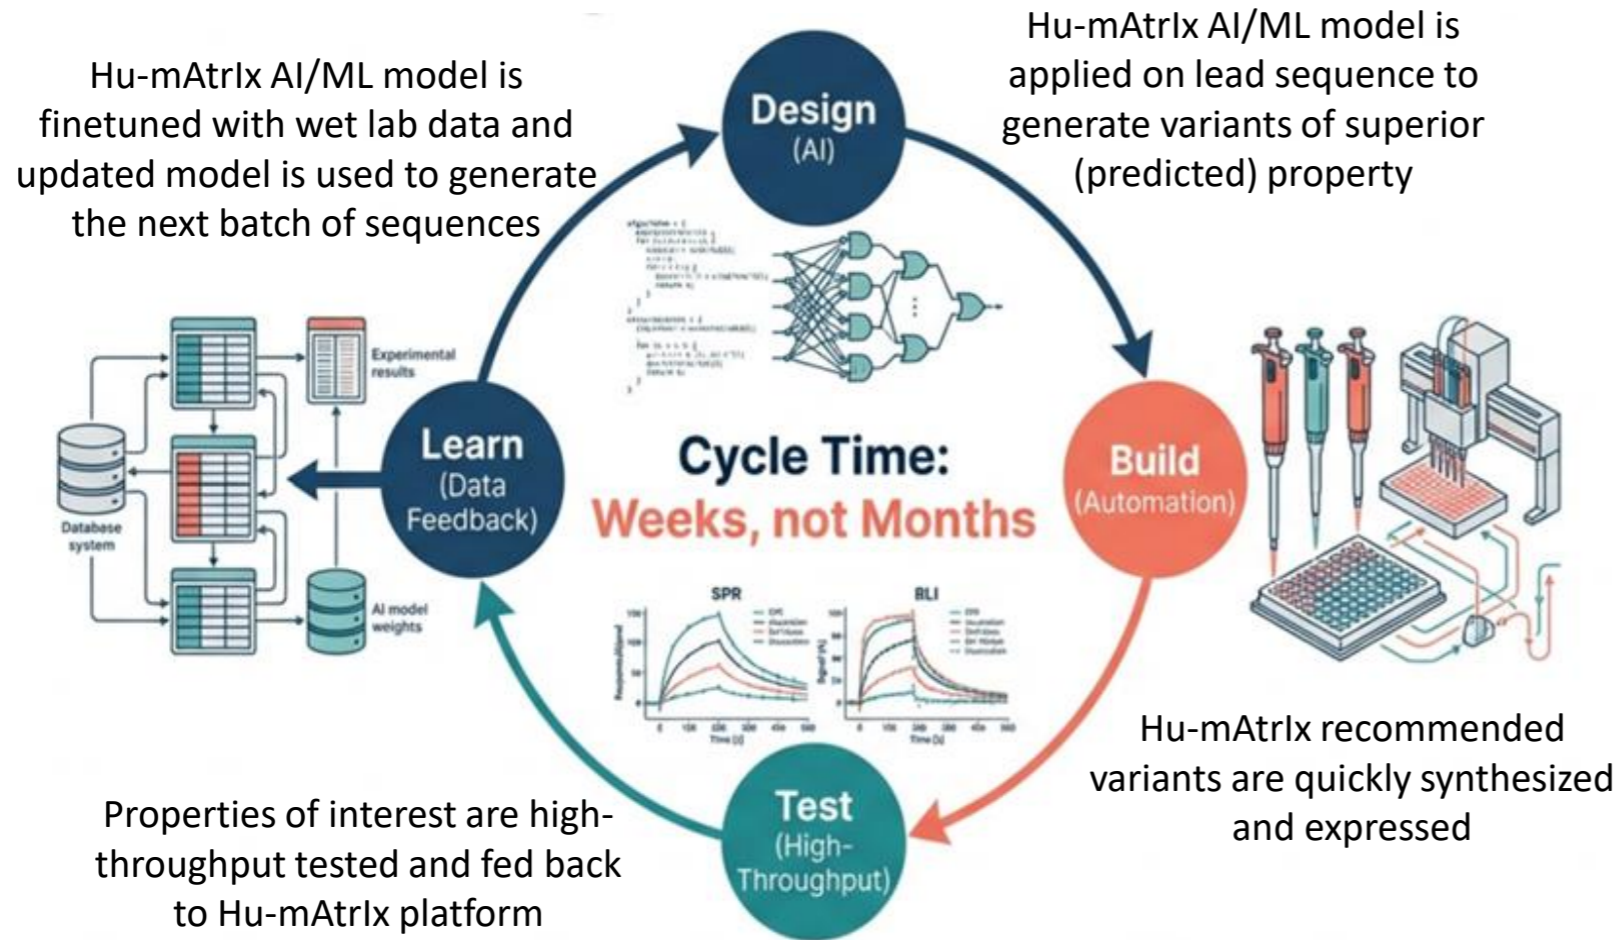 Hu-mAtrIx AI/ML model is
finetuned with wet lab data and
updated model is used to generate
the next batch of sequences
Design
(AI)
Hu-mAtrIx AI/ML model is
applied on lead sequence to
generate variants of superior
(predicted) property
Experimental
results
Database
system
AI model
weights
Learn
(Data
Feedback)
Cycle Time:
Weeks, not Months
Build
(Automation)
SPR
BLI
Time
Time
Test
(High-
Throughput)
Hu-mAtrIx recommended
variants are quickly synthesized
and expressed
Properties of interest are high-
throughput tested and fed back
to Hu-mAtrIx platform